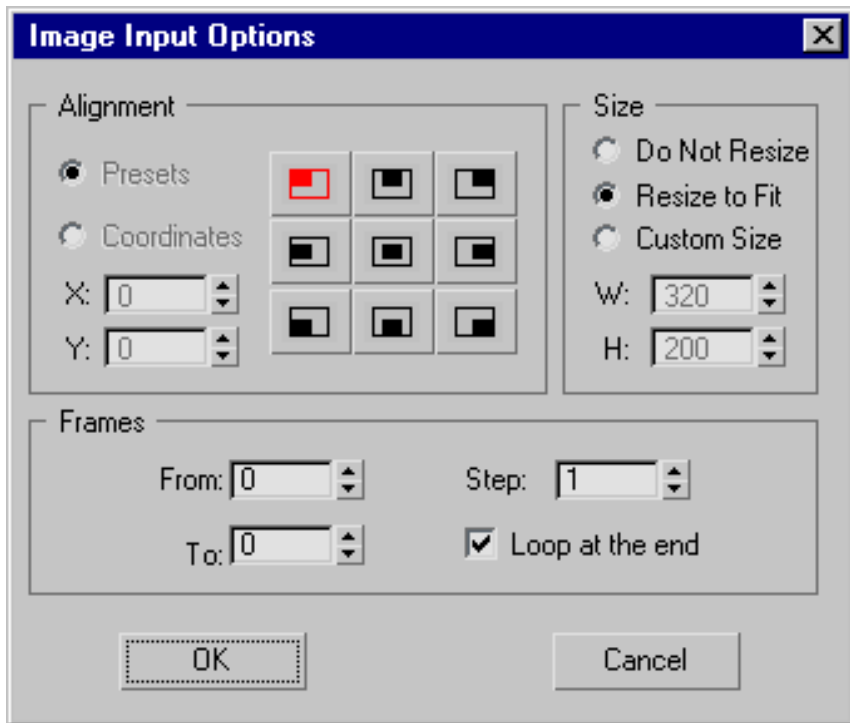 Image Input Options
Alignment
Presets
Coordinates
X: 0
Y: 0
Size
Do Not Resize
Resize to Fit
Custom Size
W: 320
H: 200
Frames
From: 0
To: 0
Step: 1
Loop at the end
OK
Cancel